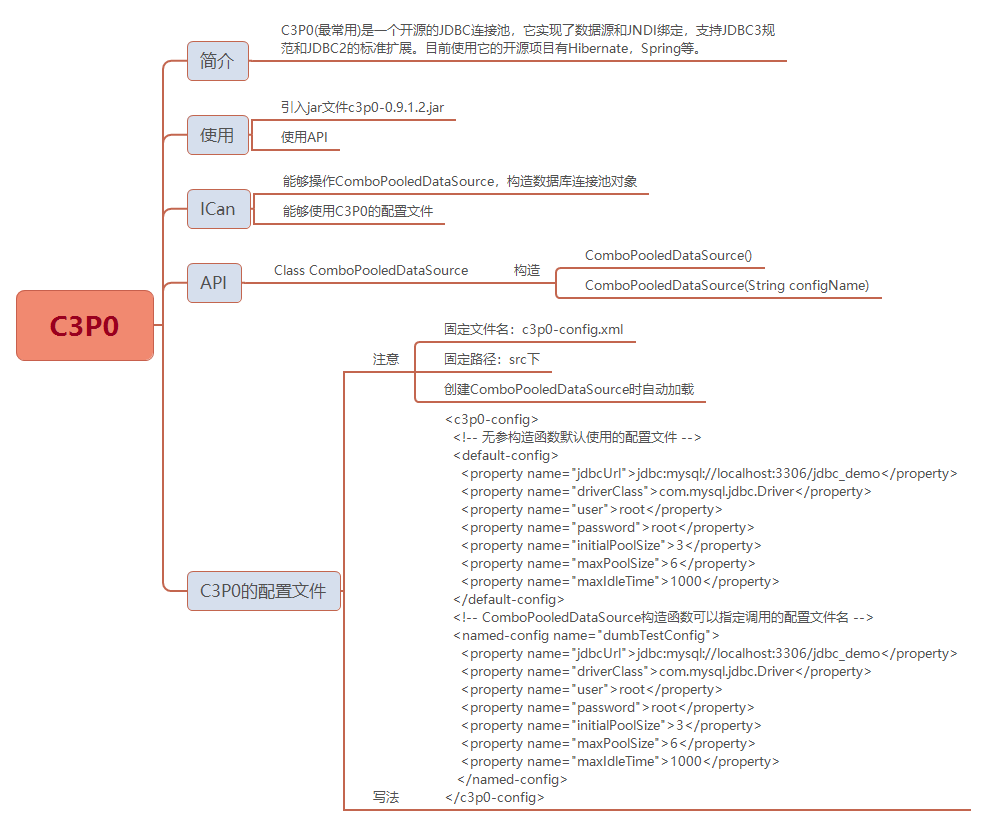 C3P0
简介
C3P0(最常用)是一个开源的JDBC连接池，它实现了数据源和JNDI绑定，支持JDBC3规
范和JDBC2的标准扩展。目前使用它的开源项目有Hibernate，Spring等。
使用
引入jar文件c3p0-0.9.1.2.jar
使用API
ICan
能够操作ComboPooledDataSource，构造数据库连接池对象
能够使用C3P0的配置文件
API
Class ComboPooledDataSource
构造
ComboPooledDataSource()
ComboPooledDataSource(String configName)
C3P0的配置文件
注意
固定文件名：c3p0-config.xml
固定路径：src下
创建ComboPooledDataSource时自动加载
写法
<c3p0-config>
<!-- 无参构造函数默认使用的配置文件 -->
<default-config>
<property name="jdbcUrl">jdbc:mysql://localhost:3306/jdbc_demo</property>
<property name="driverClass">com.mysql.jdbc.Driver</property>
<property name="user">root</property>
<property name="password">root</property>
<property name="initialPoolSize">3</property>
<property name="maxPoolSize">6</property>
<property name="maxIdleTime">1000</property>
</default-config>
<!-- ComboPooledDataSource构造函数可以指定调用的配置文件名 -->
<named-config name="dumbTestConfig">
<property name="jdbcUrl">jdbc:mysql://localhost:3306/jdbc_demo</property>
<property name="driverClass">com.mysql.jdbc.Driver</property>
<property name="user">root</property>
<property name="password">root</property>
<property name="initialPoolSize">3</property>
<property name="maxPoolSize">6</property>
<property name="maxIdleTime">1000</property>
</named-config>
</c3p0-config>